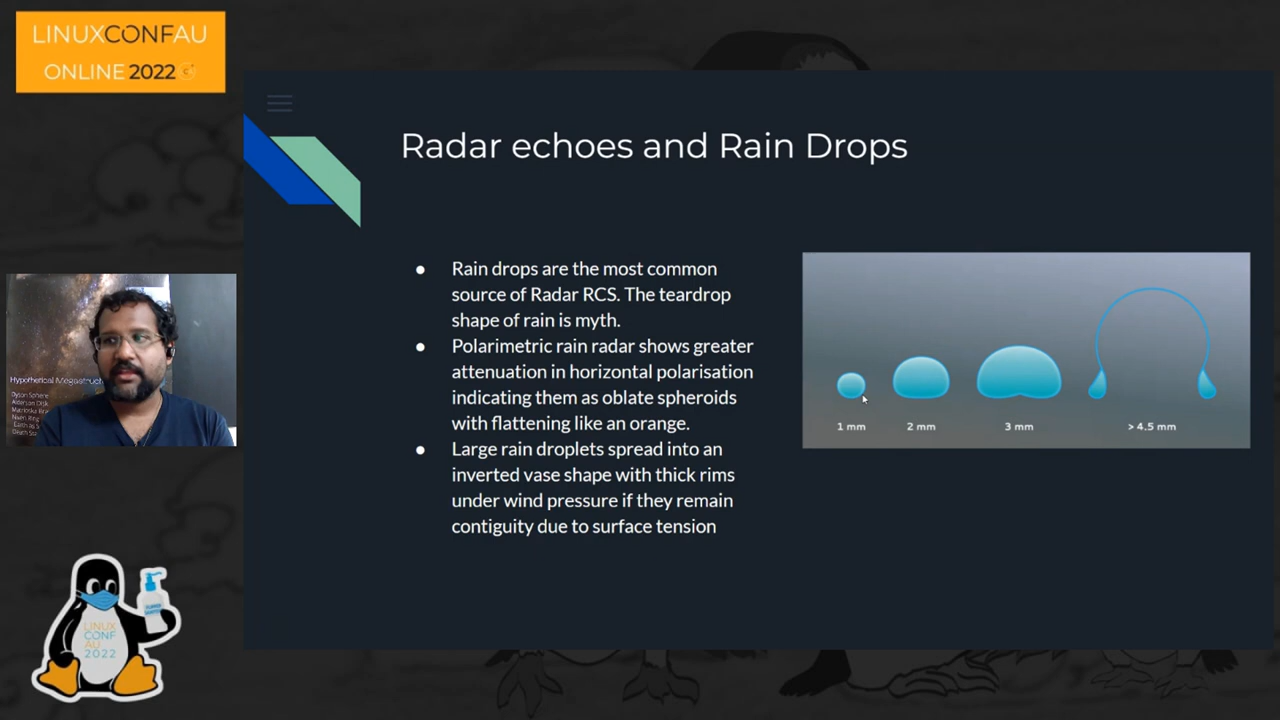 LINUXCONFAU
ONLINE 2022
Radar echoes and Rain Drops
Rain drops are the most common
source of Radar RCS. The teardrop
shape of rain is myth.
Polarimetric rain radar shows greater
attenuation in horizontal polarisation
indicating them as oblate spheroids
with flattening like an orange.
Large rain droplets spread into an
inverted vase shape with thick rims
under wind pressure if they remain
contiguity due to surface tension
1 mm
2 mm
3 mm
> 4.5 mm
Hypothetical Megastruct
Dyson Sphere
LINUX
CONF
AU
2022